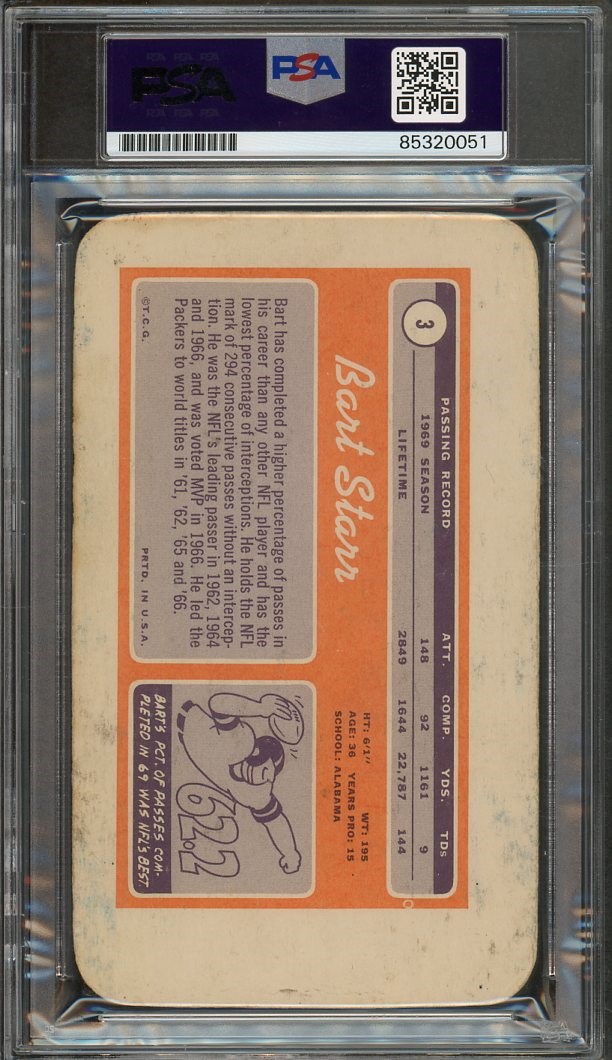 PSA
PSA
85320051
3
PASSING RECORD ATT. COMP. YDS. TDs
1969 SEASON 148 92 1161 9
LIFETIME 2849 1644 22,787 144
Bart Starr
HT: 6'1" WT: 195
AGE: 36 YEARS PRO: 15
SCHOOL: ALABAMA
Bart has completed a higher percentage of passes in
his career than any other NFL player and has the
lowest percentage of interceptions. He holds the NFL
mark of 294 consecutive passes without an intercep-
tion. He was the NFL's leading passer in 1962, 1964
and 1966, and was voted MVP in 1966. He led the
Packers to world titles in '61, '62, '65 and '66.
©T.C.G. PRTD. IN U.S.A.
62.2
BART'S PCT. OF PASSES COM-
PLETED IN 69 WAS NFL'S BEST